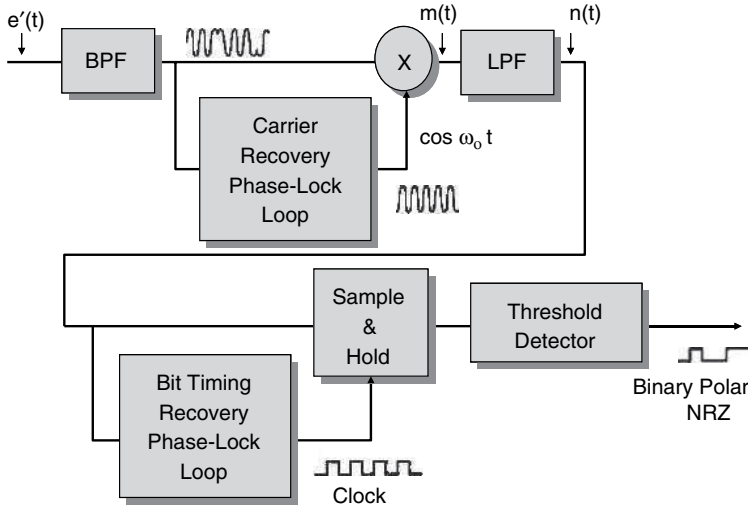 e′(t)
BPF
X
m(t)
LPF
n(t)
Carrier
Recovery
Phase-Lock
Loop
cos ω₀ t
Sample
&
Hold
Threshold
Detector
Bit Timing
Recovery
Phase-Lock
Loop
Clock
Binary Polar
NRZ